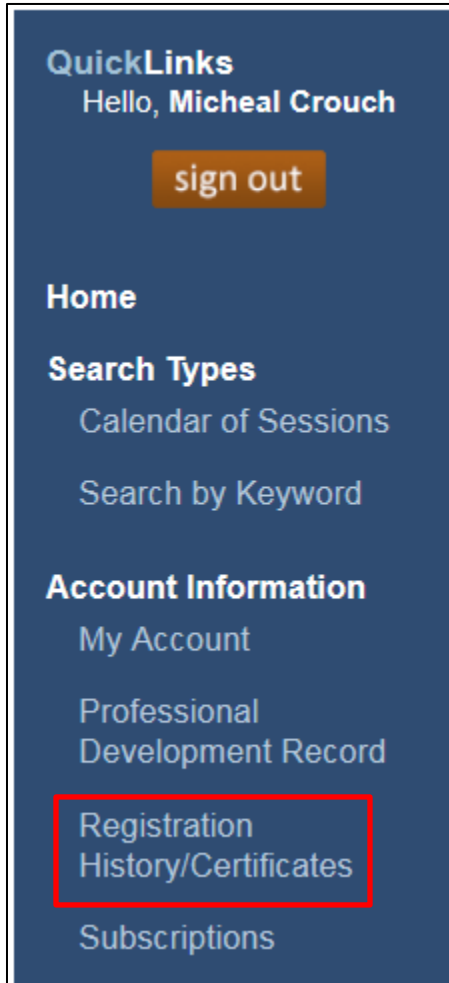 QuickLinks
Hello, Micheal Crouch
sign out
Home
Search Types
Calendar of Sessions
Search by Keyword
Account Information
My Account
Professional
Development Record
Registration
History/Certificates
Subscriptions